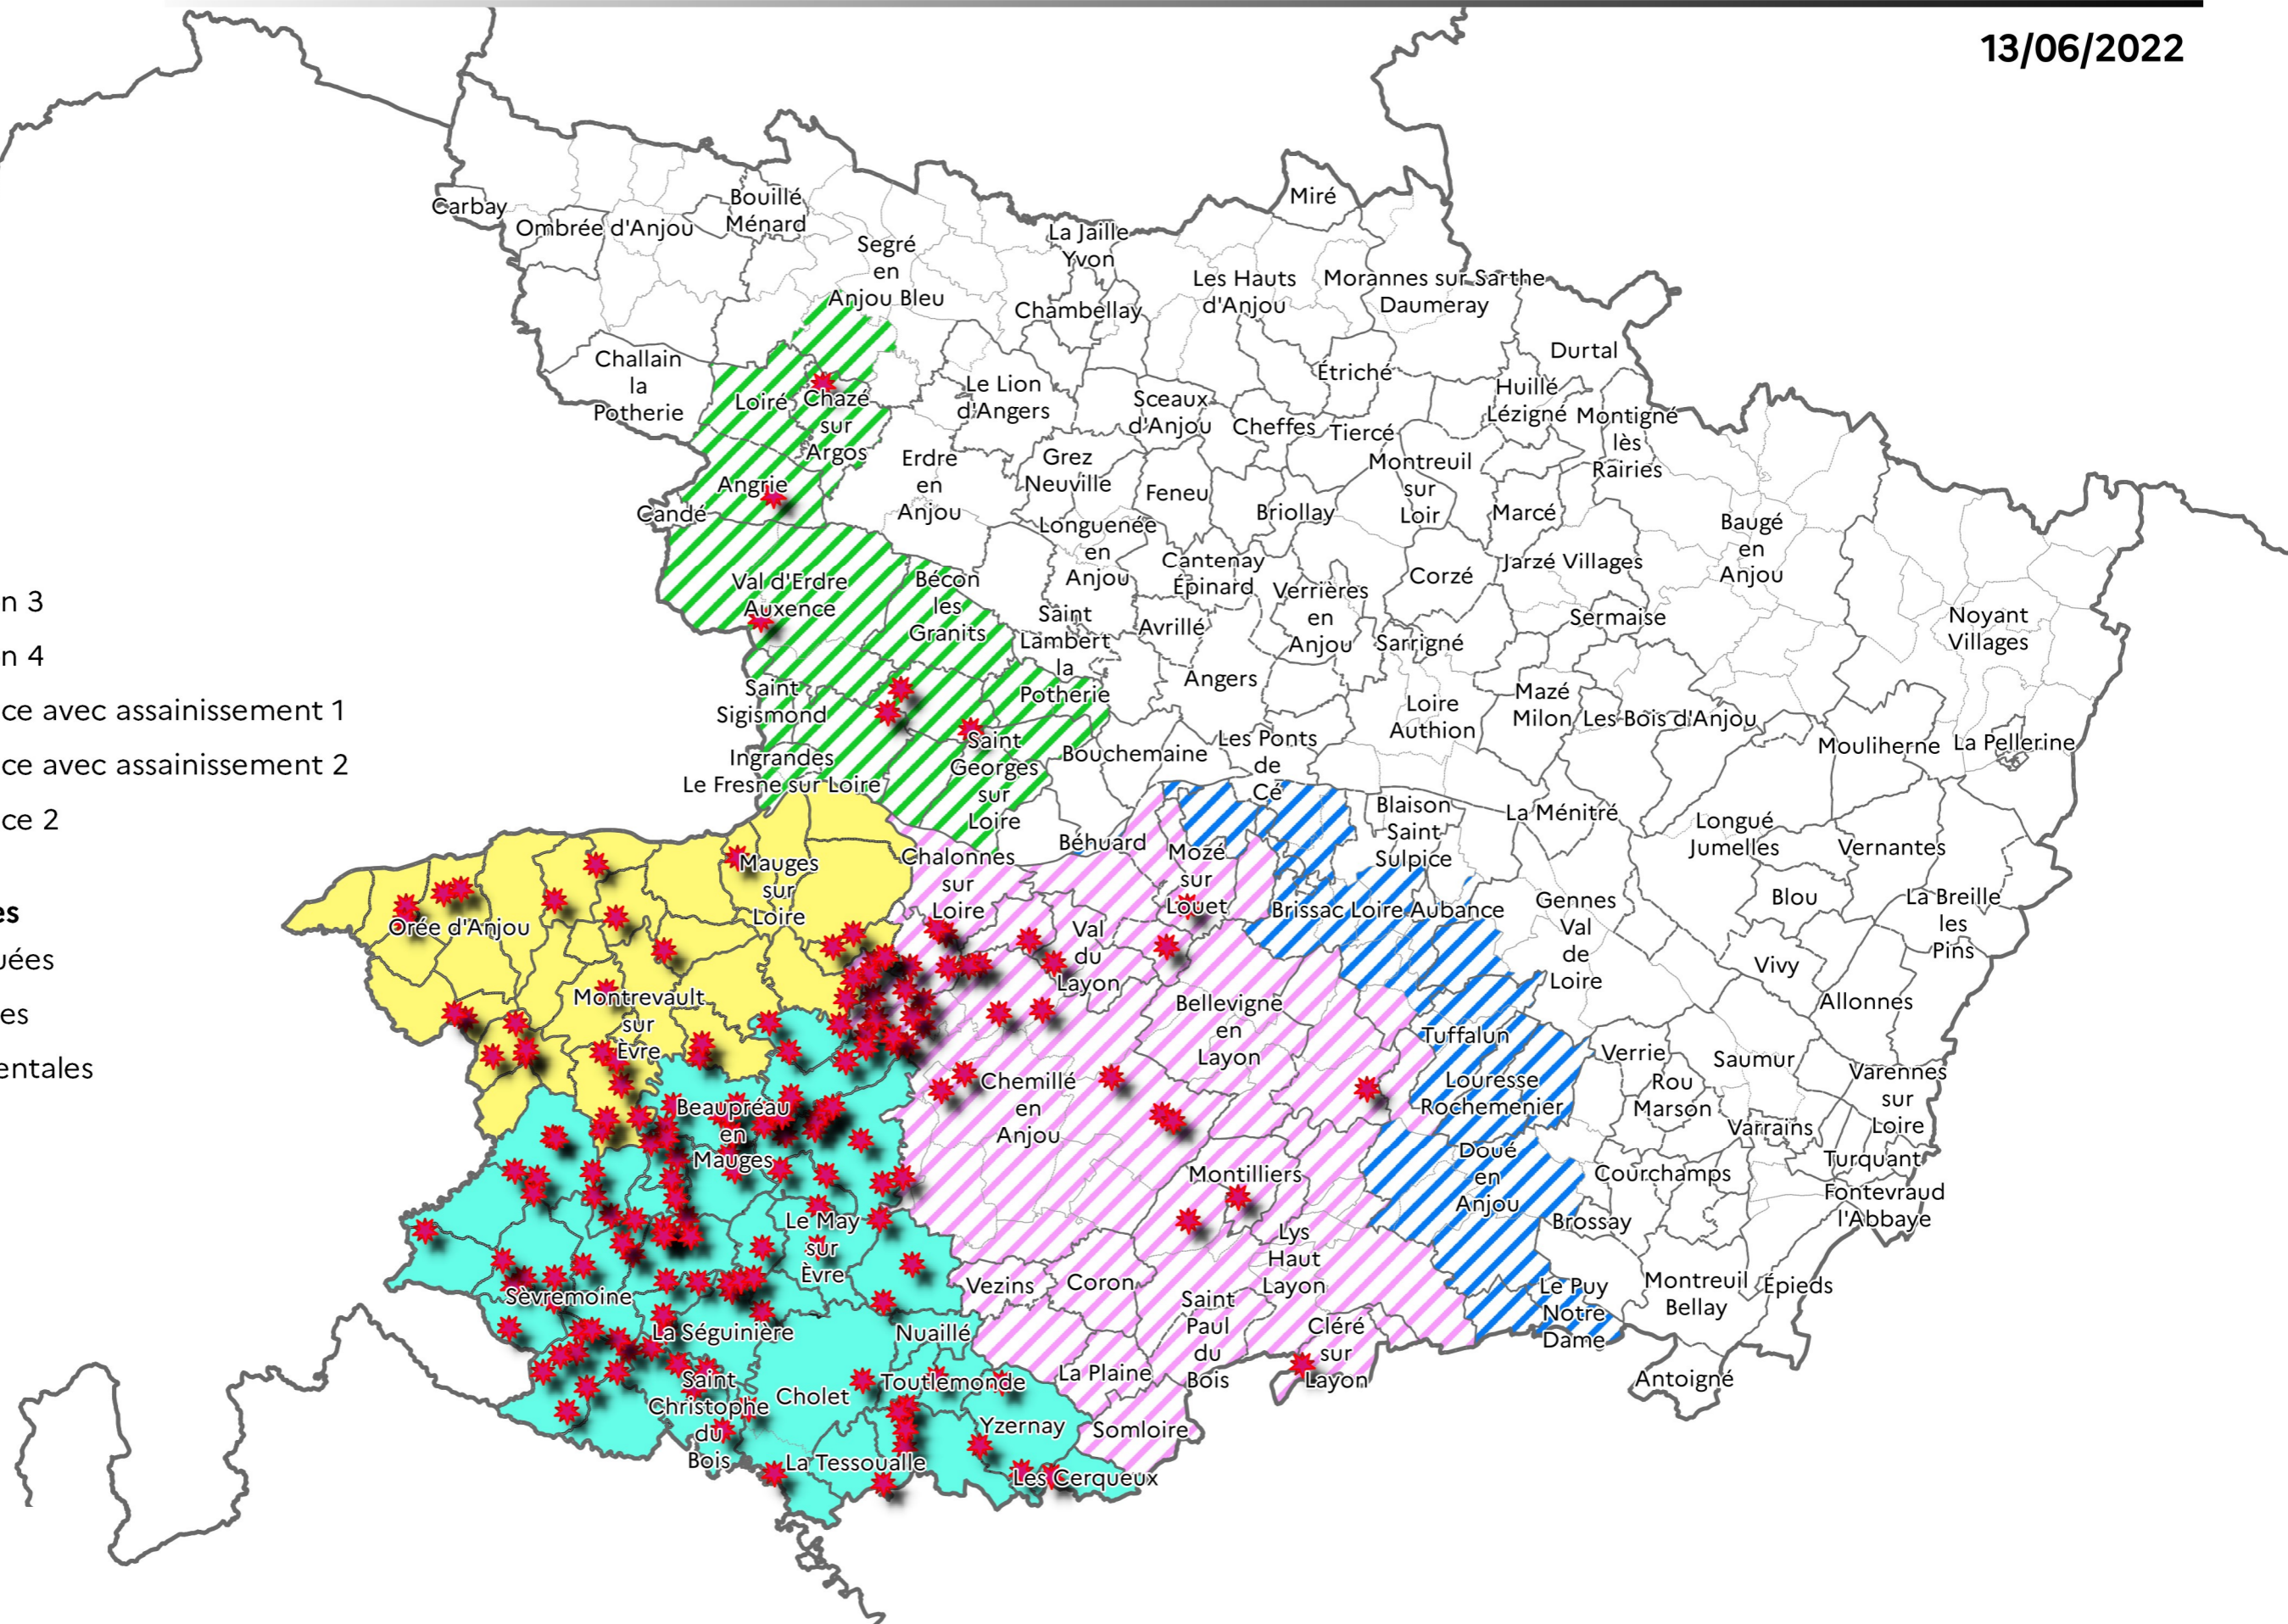 13/06/2022
Carbay
Ombrée d'Anjou
Bouillé
Ménard
Segré
en
Anjou Bleu
La Jaille
Yvon
Chambellay
Miré
Les Hauts
d'Anjou
Morannes sur Sarthe
Daumeray
Challain
la
Potherie
Loiré
Chazé
sur
Argos
Le Lion
d'Angers
Sceaux
d'Anjou
Étriché
Cheffes
Tiercé
Durtal
Huillé
Lézigné
Montigné
lès
Rairies
Angrie
Candé
Erdre
en
Anjou
Grez
Neuville
Feneu
Briollay
Montreuil
sur
Loir
Marcé
Baugé
en
Anjou
Longuenée
en
Anjou
Cantenay
Épinard
Verrières
en
Anjou
Corzé
Jarzé Villages
Sermaise
Noyant
Villages
Val d'Erdre
Auxence
Bécon
les
Granits
Saint
Lambert
la
Potherie
Avrillé
Angers
Sarrigné
Loire
Authion
Mazé
Milon
Les Bois d'Anjou
Mouliherne
La Pellerine
n 3
n 4
ce avec assainissement 1
ce avec assainissement 2
ce 2
es
uées
es
entales
Saint
Sigismond
Ingrandes
Le Fresne sur Loire
Saint
Georges
sur
Loire
Bouchemaine
Les Ponts
de
Cé
Béhuard
Blaison
Saint
Sulpice
La Ménitré
Longué
Jumelles
Vernantes
Blou
La Breille
les
Pins
Mauges
sur
Loire
Orée d'Anjou
Chalonnes
sur
Loire
Mozé
sur
Louet
Brissac Loire Aubance
Gennes
Val
de
Loire
Vivy
Allonnes
Val
du
Layon
Montrevault
sur
Èvre
Bellevigne
en
Layon
Tuffalun
Verrie
Rou
Marson
Saumur
Varennes
sur
Loire
Chemillé
en
Anjou
Louresse
Rochemenier
Varrains
Turquant
Beaupréau
en
Mauges
Montilliers
Doué
en
Anjou
Courchamps
Fontevraud
l'Abbaye
Brossay
Le May
sur
Èvre
Lys
Haut
Layon
Vezins
Coron
Sèvremoine
Le Puy
Notre
Dame
Montreuil
Bellay
Épieds
La Séguinière
Nuaillé
Saint
Paul
du
Bois
Cléré
sur
Layon
La Plaine
Antoigné
Saint
Christophe
du
Bois
Cholet
Toutlemonde
Yzernay
Somloire
La Tessoualle
Les Cerqueux